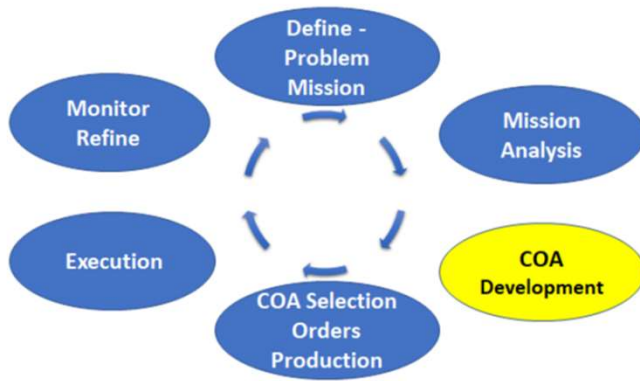 Define -
Problem
Mission
Monitor
Refine
Mission
Analysis
Execution
COA
Development
COA Selection
Orders
Production